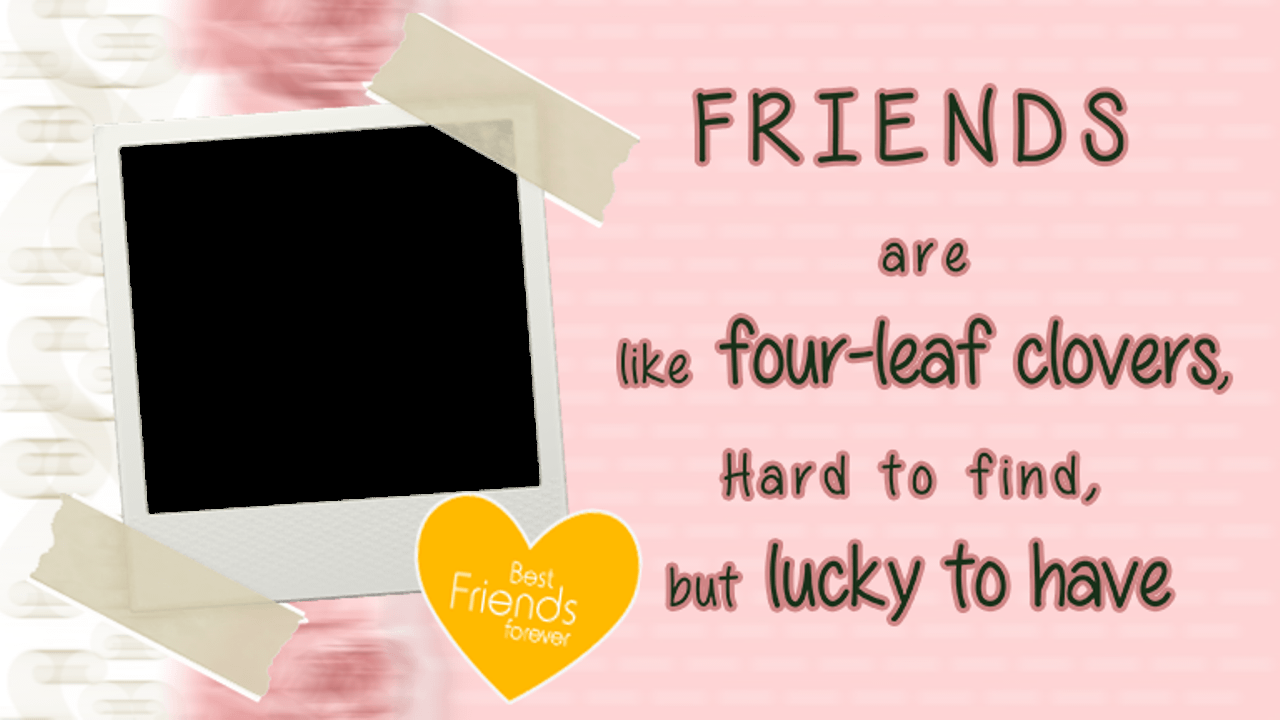 FRIENDS
are
like four-leaf clovers,
Hard to find,
but lucky to have
Best
Friends
forever